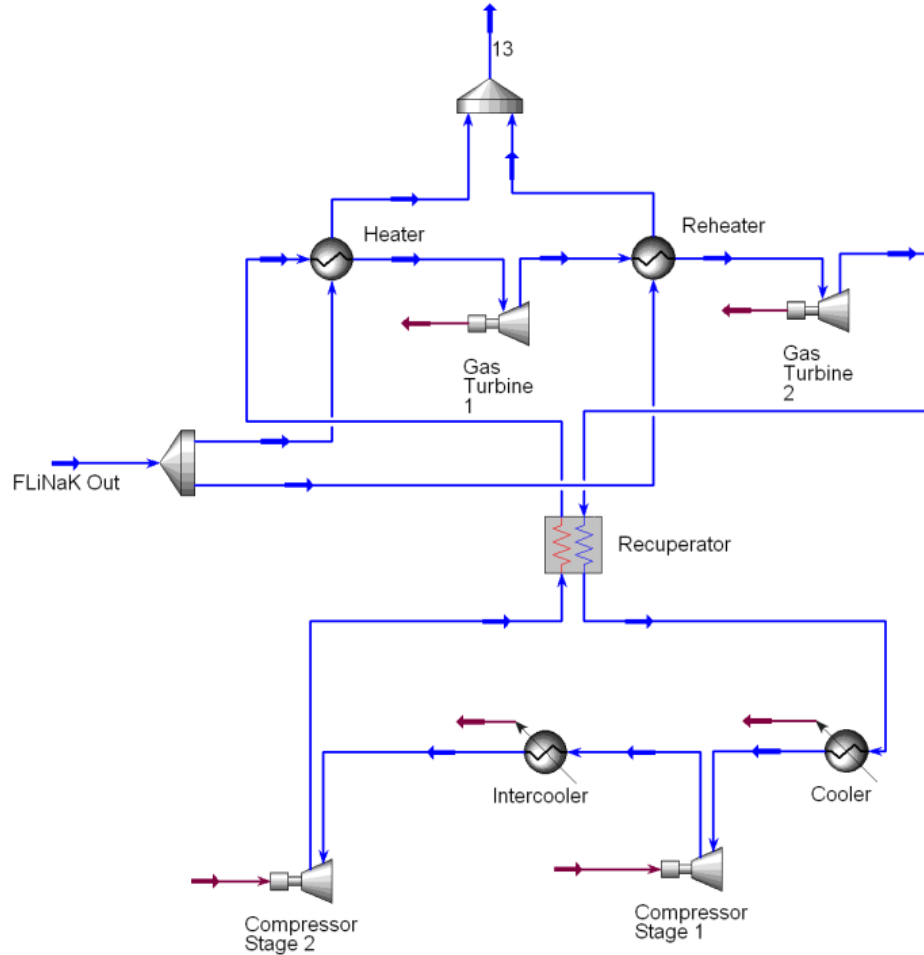 13
Heater
Reheater
Gas
Turbine
1
Gas
Turbine
2
FLiNaK Out
Recuperator
Intercooler
Cooler
Compressor
Stage 2
Compressor
Stage 1